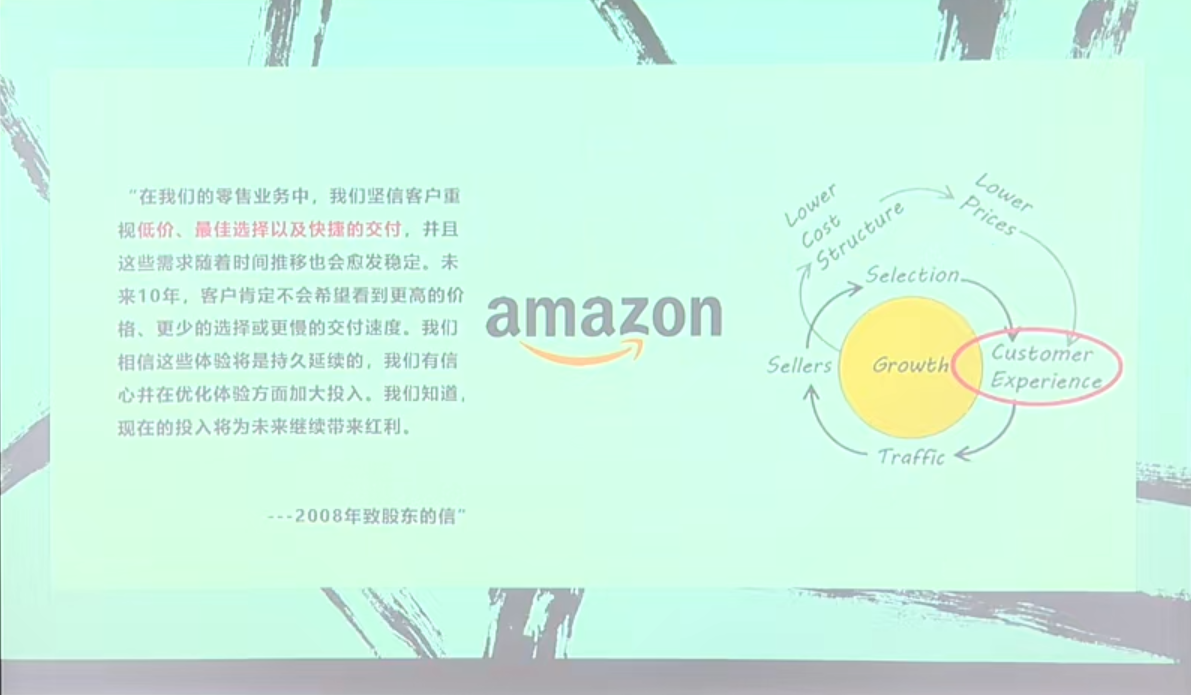 “在我们的零售业务中，我们坚信客户重
视低价、最佳选择以及快捷的交付，并且
这些需求随着时间推移也会愈发稳定。未
来10年，客户肯定不会希望看到更高的价
格、更少的选择或更慢的交付速度。我们
相信这些体验将是持久延续的，我们有信
心并在优化体验方面加大投入。我们知道，
现在的投入将为未来继续带来红利。
---2008年致股东的信”
amazon
Lower
Cost
Structure
Lower
Prices
Selection
Sellers
Growth
Customer
Experience
Traffic